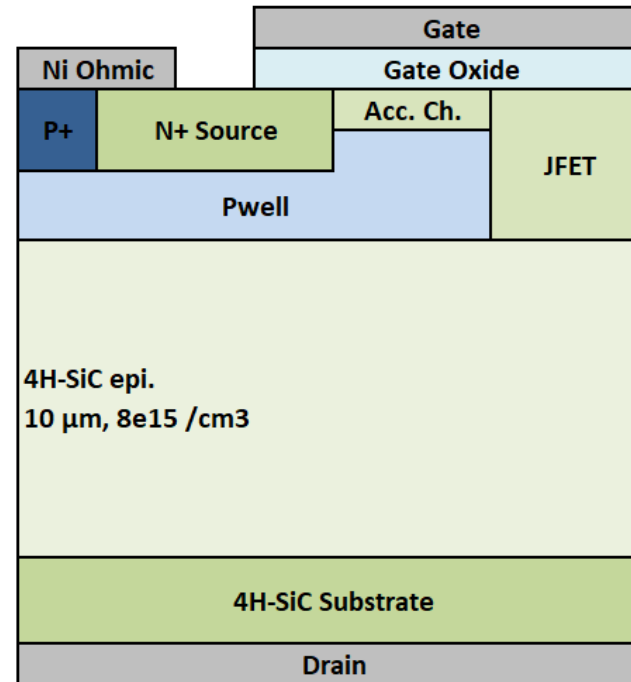 Gate
Ni Ohmic
Gate Oxide
P+
N+ Source
Acc. Ch.
JFET
Pwell
4H-SiC epi.
10 µm, 8e15 /cm3
4H-SiC Substrate
Drain